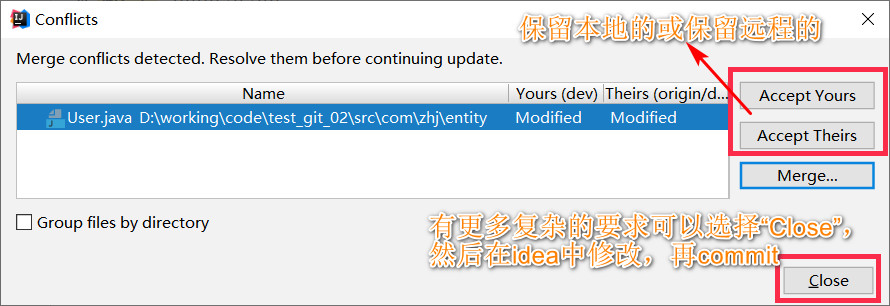 Conflicts
保留本地的或保留远程的
Merge conflicts detected. Resolve them before continuing update.
Name Yours (dev) Theirs (origin/d...
User.java D:\working\code\test_git_02\src\com\zhj\entity Modified Modified
Accept Yours
Accept Theirs
Merge...
Group files by directory
有更多复杂的要求可以选择“Close”，
然后在idea中修改，再commit
Close